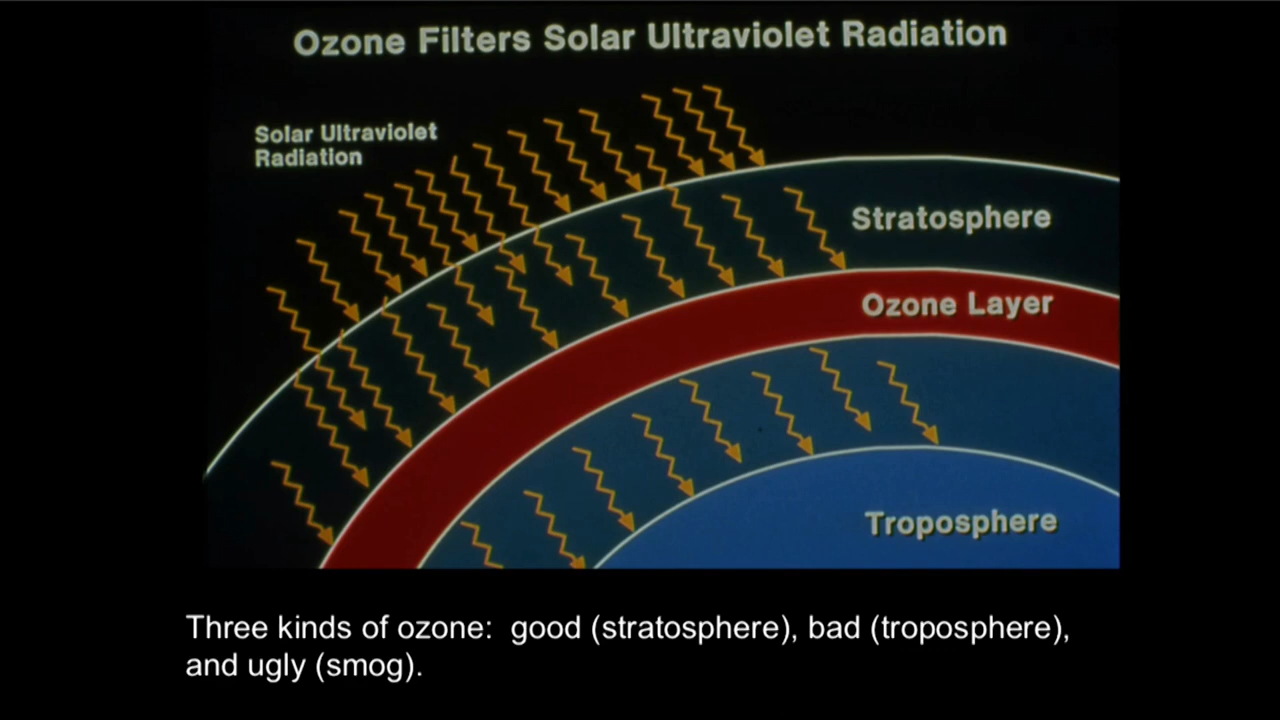 Ozone Filters Solar Ultraviolet Radiation
Solar Ultraviolet
Radiation
Stratosphere
Ozone Layer
Troposphere
Three kinds of ozone:  good (stratosphere), bad (troposphere),
and ugly (smog).